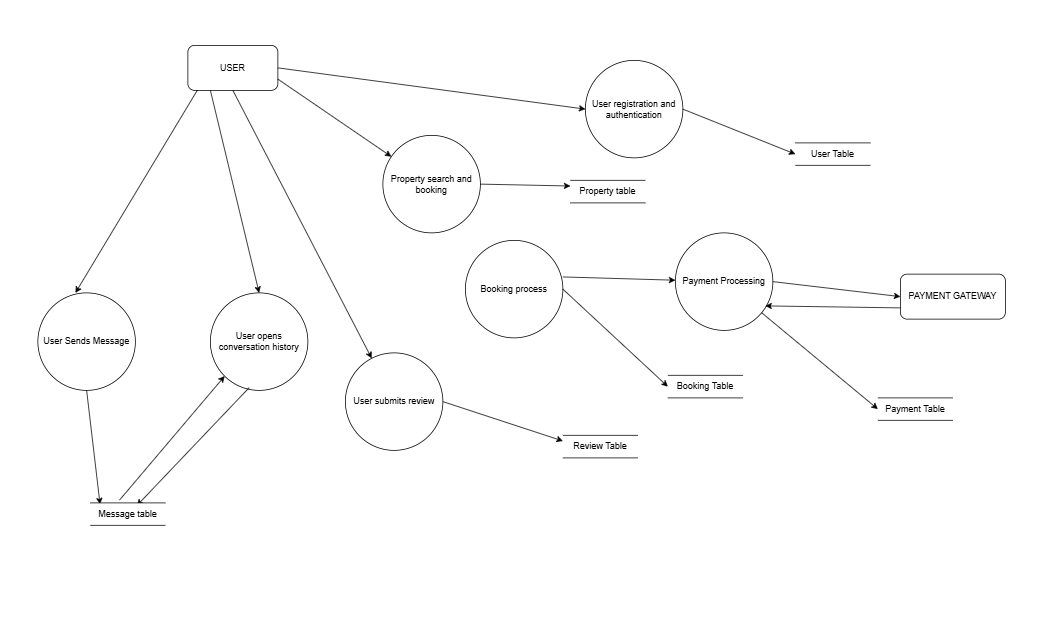 USER
User registration and
authentication
User Table
Property search and
booking
Property table
Booking process
Payment Processing
PAYMENT GATEWAY
User Sends Message
User opens
conversation history
User submits review
Booking Table
Payment Table
Review Table
Message table